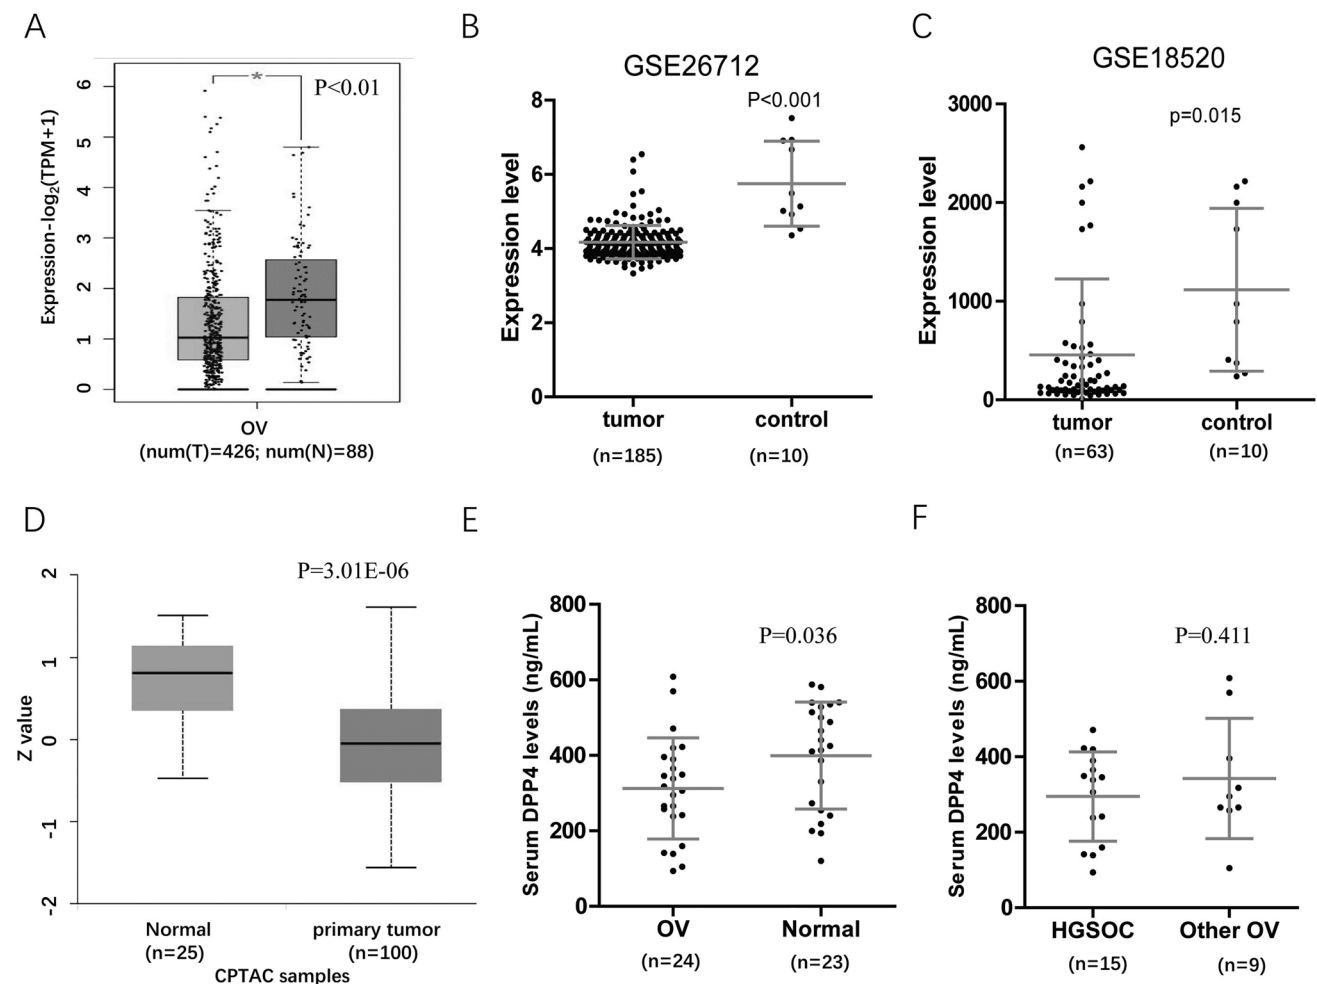 A
P<0.01
*
Expression-log2(TPM+1)
6
5
4
3
2
1
0
OV
(num(T)=426; num(N)=88)
B
GSE26712
P<0.001
Expression level
8
6
4
2
0
tumor control
(n=185) (n=10)
C
GSE18520
p=0.015
Expression level
3000
2000
1000
0
tumor control
(n=63) (n=10)
D
P=3.01E-06
Z value
2
1
0
-1
-2
Normal primary tumor
(n=25) (n=100)
CPTAC samples
E
P=0.036
Serum DPP4 levels (ng/mL)
800
600
400
200
0
OV Normal
(n=24) (n=23)
F
P=0.411
Serum DPP4 levels (ng/mL)
800
600
400
200
0
HGSOC Other OV
(n=15) (n=9)